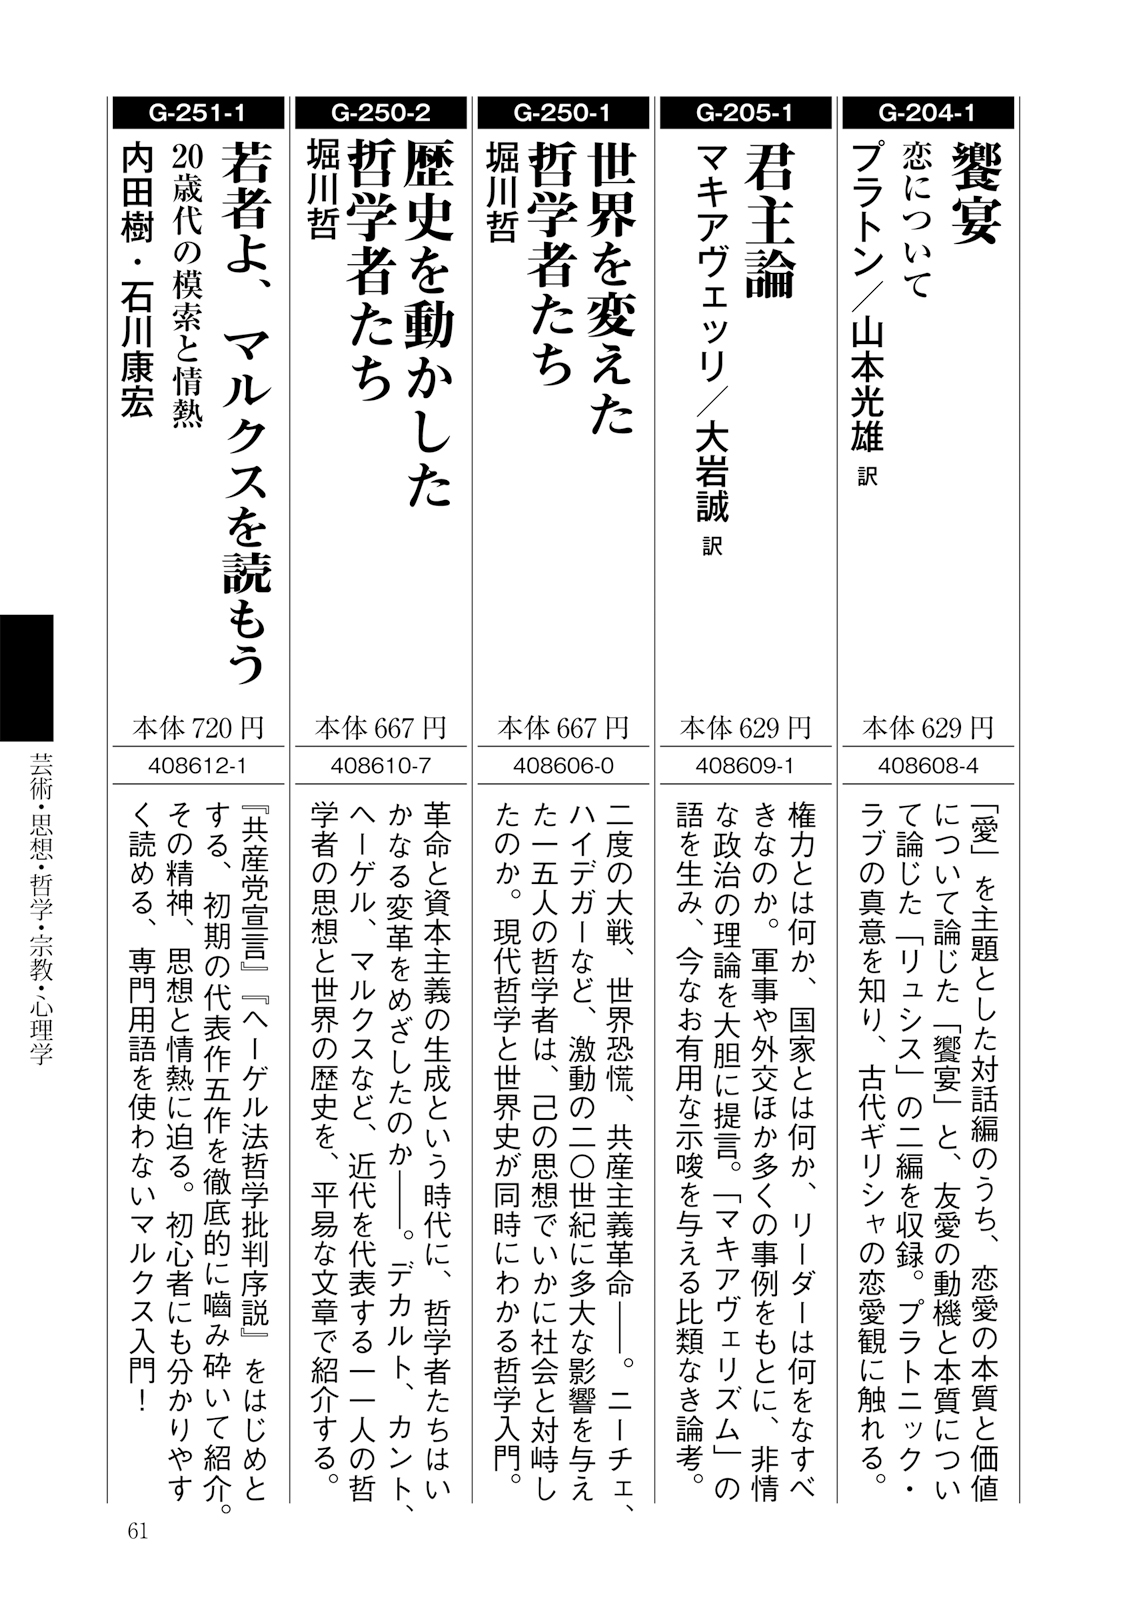 G-204-1
饗宴
恋について
プラトン／山本光雄 訳
本体 629 円
408608-4
「愛」を主題とした対話編のうち、恋愛の本質と価値
について論じた「饗宴」と、友愛の動機と本質につい
て論じた「リュシス」の二編を収録。プラトニック・
ラブの真意を知り、古代ギリシャの恋愛観に触れる。
G-205-1
君主論
マキアヴェッリ／大岩誠 訳
本体 629 円
408609-1
権力とは何か、国家とは何か、リーダーは何をなすべ
きなのか。軍事や外交ほか多くの事例をもとに、非情
な政治の理論を大胆に提言。「マキアヴェリズム」の
語を生み、今なお有用な示唆を与える比類なき論考。
G-250-1
世界を変えた
哲学者たち
堀川哲
本体 667 円
408606-0
二度の大戦、世界恐慌、共産主義革命――。ニーチェ、
ハイデガーなど、激動の二〇世紀に多大な影響を与え
た一五人の哲学者は、己の思想でいかに社会と対峙し
たのか。現代哲学と世界史が同時にわかる哲学入門。
G-250-2
歴史を動かした
哲学者たち
堀川哲
本体 667 円
408610-7
革命と資本主義の生成という時代に、哲学者たちはい
かなる変革をめざしたのか――。デカルト、カント、
ヘーゲル、マルクスなど、近代を代表する一一人の哲
学者の思想と世界の歴史を、平易な文章で紹介する。
G-251-1
若者よ、マルクスを読もう
20歳代の模索と情熱
内田樹・石川康宏
本体 720 円
408612-1
『共産党宣言』『ヘーゲル法哲学批判序説』をはじめと
する、初期の代表作五作を徹底的に嚙み砕いて紹介。
その精神、思想と情熱に迫る。初心者にも分かりやす
く読める、専門用語を使わないマルクス入門！
芸術・思想・哲学・宗教・心理学
61